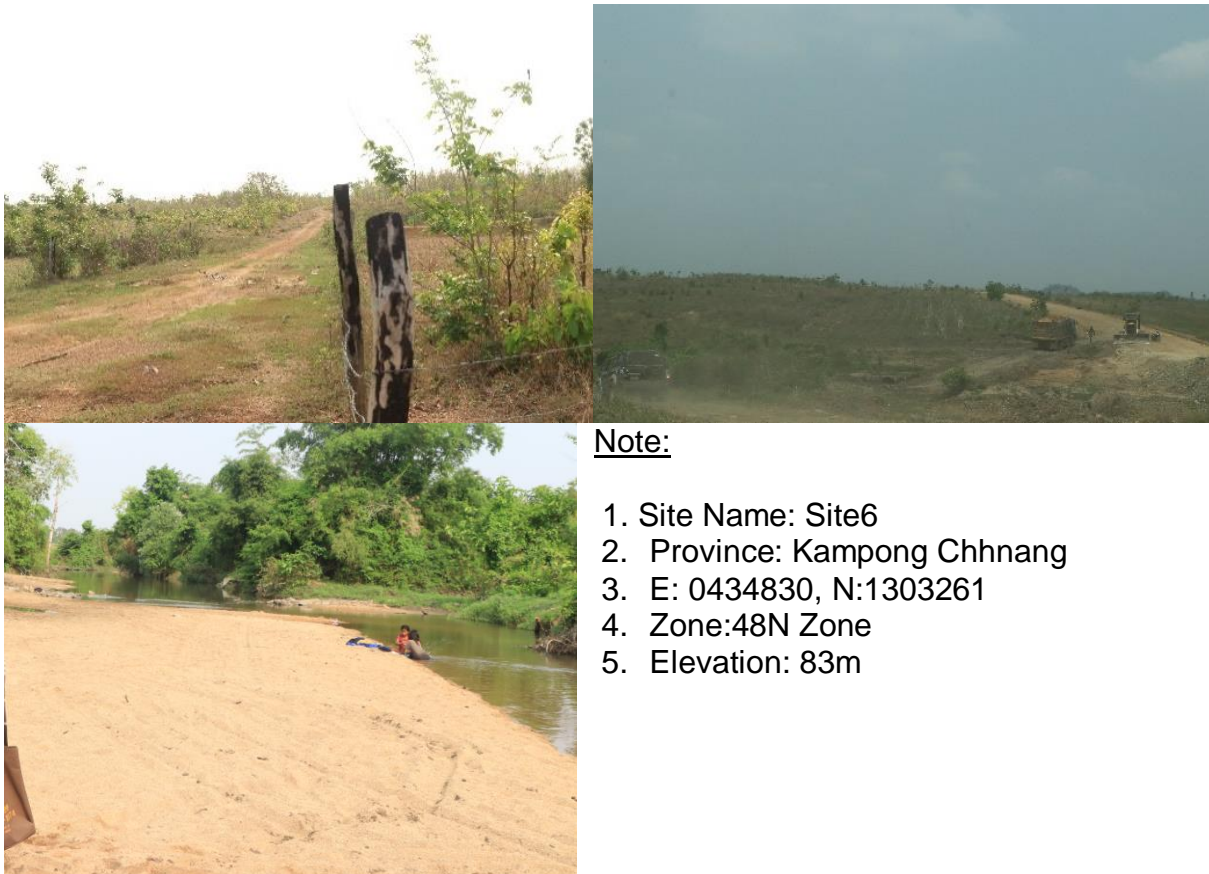 Note:
1. Site Name: Site6
2. Province: Kampong Chhnang
3. E: 0434830, N:1303261
4. Zone:48N Zone
5. Elevation: 83m